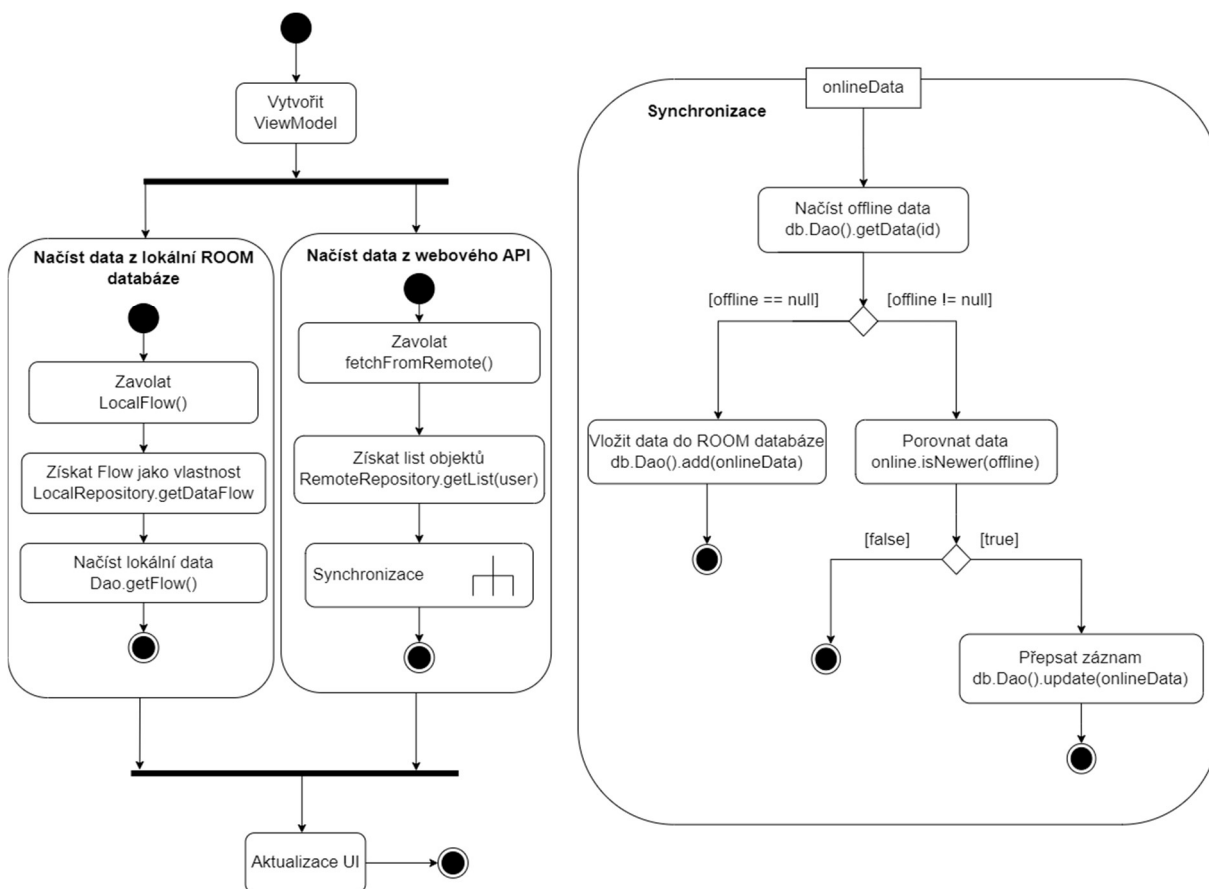 Vytvořit
ViewModel
Načíst data z lokální ROOM
databáze
Zavolat
LocalFlow()
Získat Flow jako vlastnost
LocalRepository.getDataFlow
Načíst lokální data
Dao.getFlow()
Načíst data z webového API
Zavolat
fetchFromRemote()
Získat list objektů
RemoteRepository.getList(user)
Synchronizace
Aktualizace UI
onlineData
Synchronizace
Načíst offline data
db.Dao().getData(id)
[offline == null]
[offline != null]
Vložit data do ROOM databáze
db.Dao().add(onlineData)
Porovnat data
online.isNewer(offline)
[false]
[true]
Přepsat záznam
db.Dao().update(onlineData)